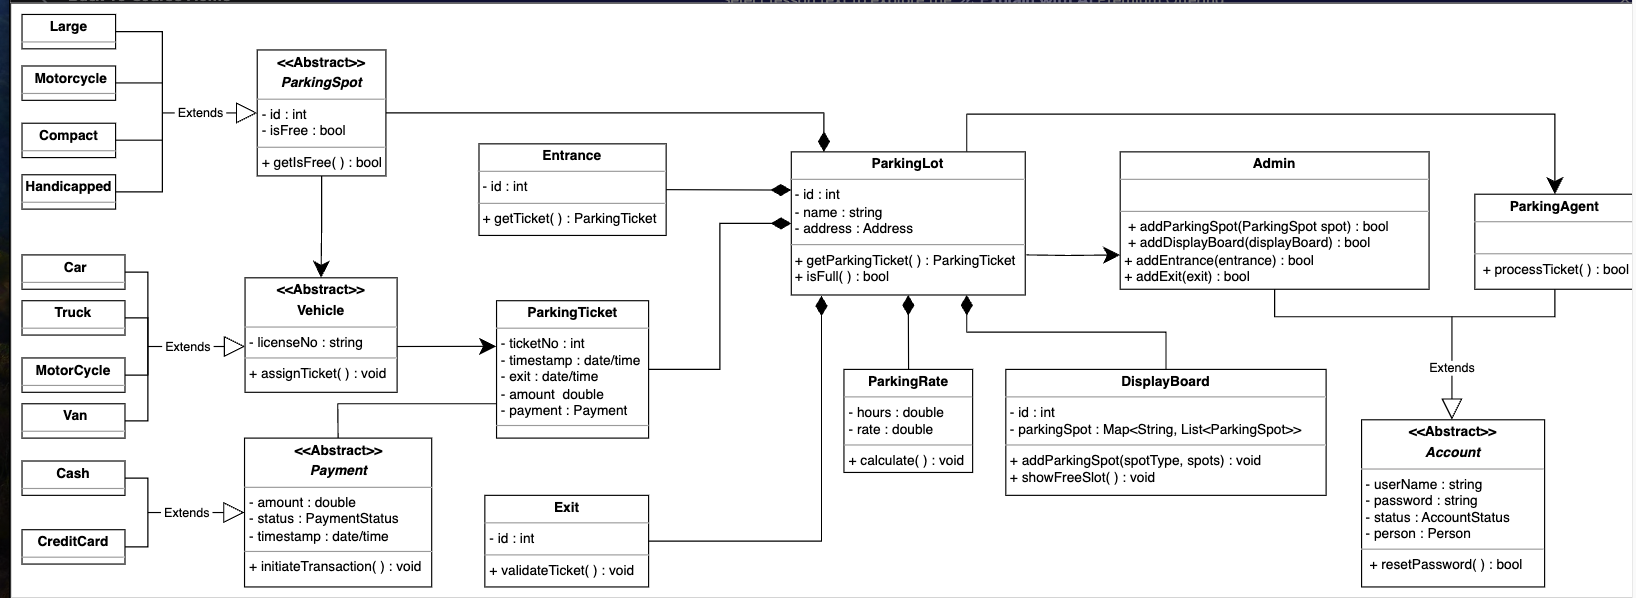 Large
Motorcycle
Compact
Handicapped
Extends
<<Abstract>>
ParkingSpot
- id : int
- isFree : bool
+ getIsFree( ) : bool
Entrance
- id : int
+ getTicket( ) : ParkingTicket
ParkingLot
- id : int
- name : string
- address : Address
+ getParkingTicket( ) : ParkingTicket
+ isFull( ) : bool
Admin
+ addParkingSpot(ParkingSpot spot) : bool
+ addDisplayBoard(displayBoard) : bool
+ addEntrance(entrance) : bool
+ addExit(exit) : bool
ParkingAgent
+ processTicket( ) : bool
Car
Truck
MotorCycle
Van
Extends
<<Abstract>>
Vehicle
- licenseNo : string
+ assignTicket( ) : void
ParkingTicket
- ticketNo : int
- timestamp : date/time
- exit : date/time
- amount double
- payment : Payment
ParkingRate
- hours : double
- rate : double
+ calculate( ) : void
DisplayBoard
- id : int
- parkingSpot : Map<String, List<ParkingSpot>>
+ addParkingSpot(spotType, spots) : void
+ showFreeSlot( ) : void
Extends
<<Abstract>>
Account
- userName : string
- password : string
- status : AccountStatus
- person : Person
+ resetPassword( ) : bool
Cash
CreditCard
Extends
<<Abstract>>
Payment
- amount : double
- status : PaymentStatus
- timestamp : date/time
+ initiateTransaction( ) : void
Exit
- id : int
+ validateTicket( ) : void